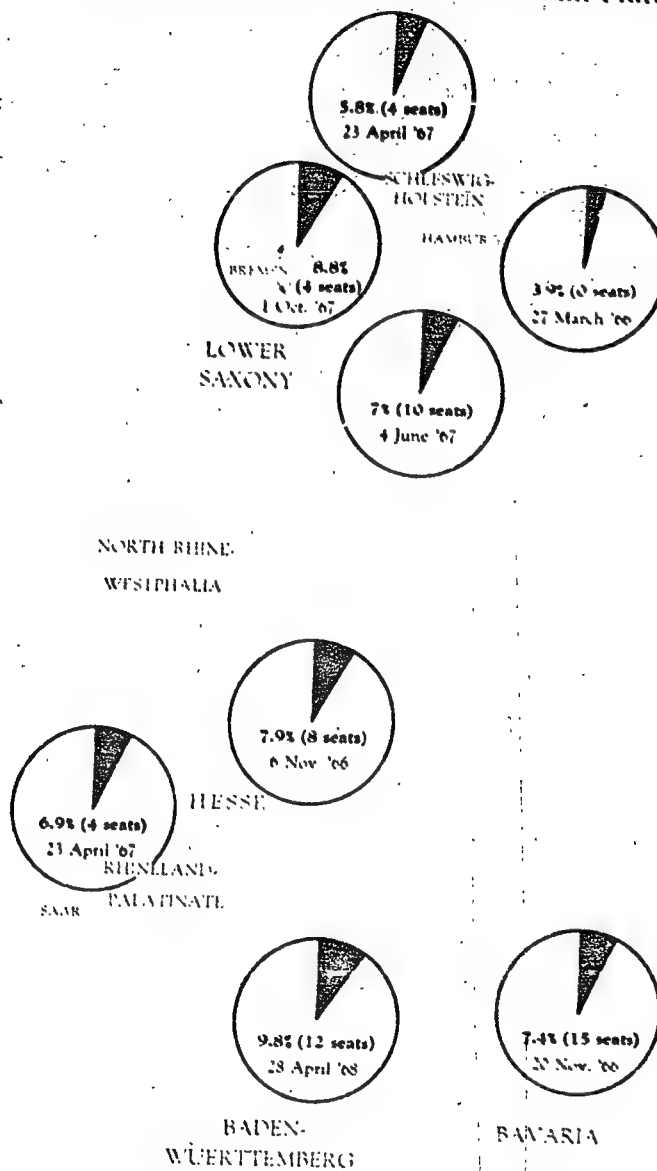 5.8% (4 seats)
23 April '67
SCHLESWIG-
HOLSTEIN
HAMBURG
BREMEN
8.8%
(4 seats)
1 Oct. '67
3.9% (0 seats)
27 March '66
LOWER
SAXONY
7% (10 seats)
4 June '67
NORTH RHINE-
WESTPHALIA
7.9% (8 seats)
6 Nov. '66
HESSE
6.9% (4 seats)
23 April '67
RHINELAND-
PALATINATE
SAAR
9.8% (12 seats)
28 April '68
7.4% (15 seats)
20 Nov. '66
BADEN-
WUERTTEMBERG
BAVARIA